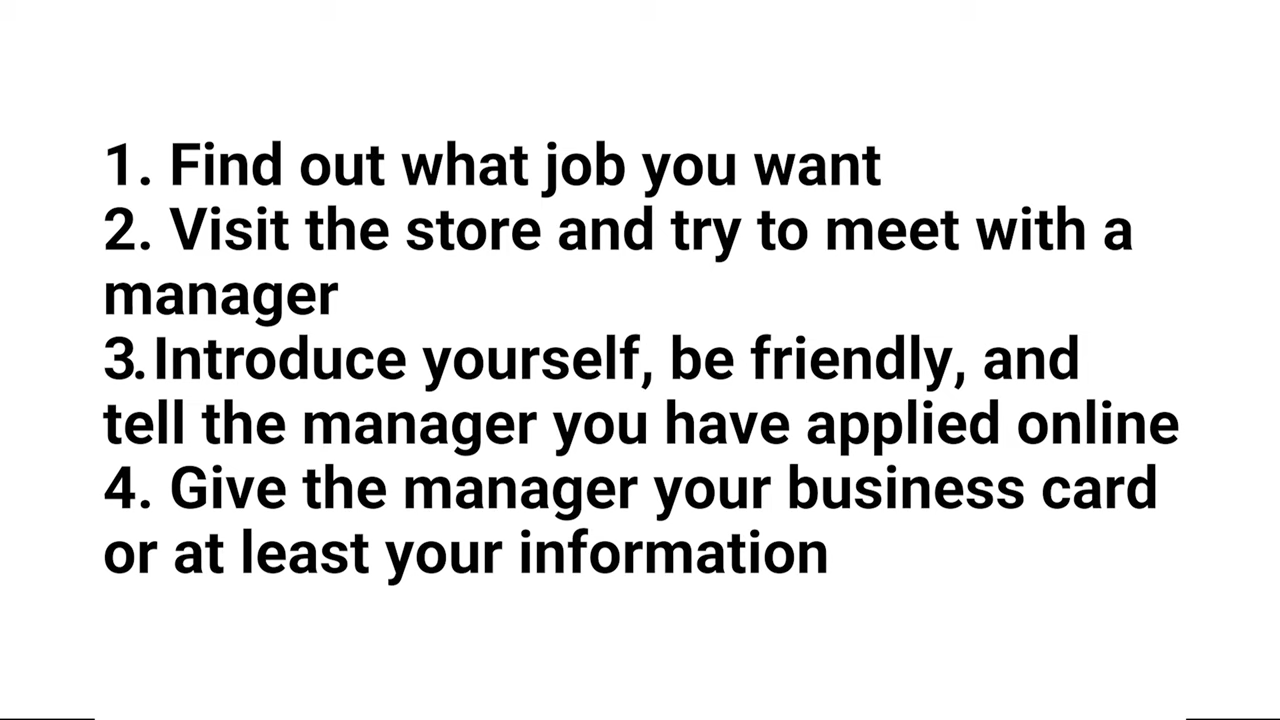 1. Find out what job you want
2. Visit the store and try to meet with a
manager
3. Introduce yourself, be friendly, and
tell the manager you have applied online
4. Give the manager your business card
or at least your information